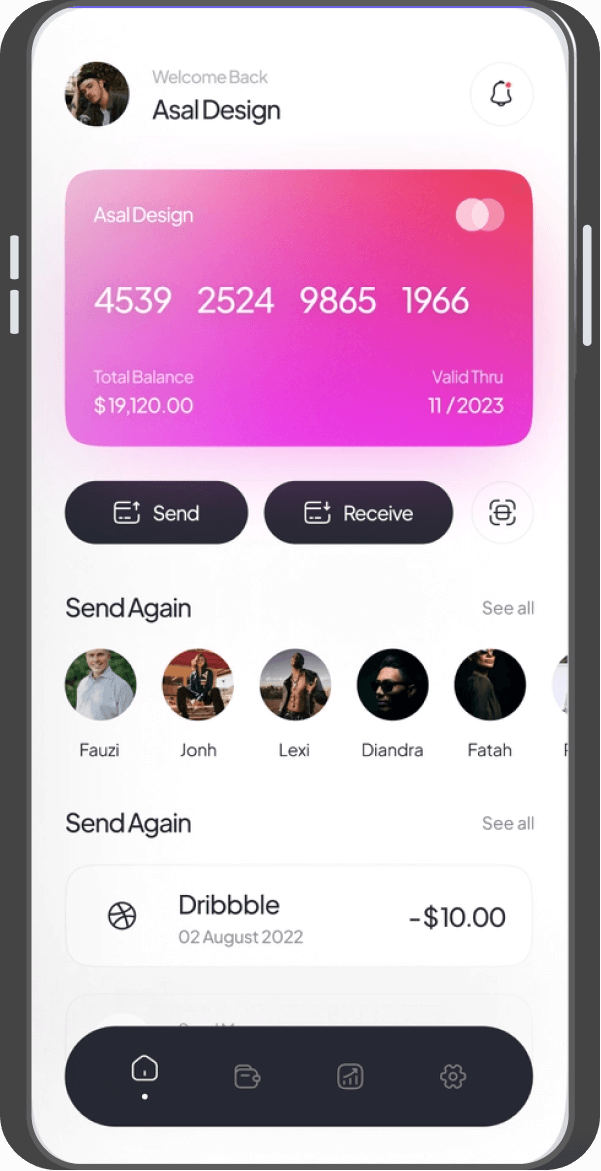 Welcome Back
Asal Design
Asal Design
4539 2524 9865 1966
Total Balance
Valid Thru
$19,120.00
11 / 2023
Send
Receive
Send Again
See all
Fauzi
Jonh
Lexi
Diandra
Fatah
Send Again
See all
Dribbble
-$10.00
02 August 2022